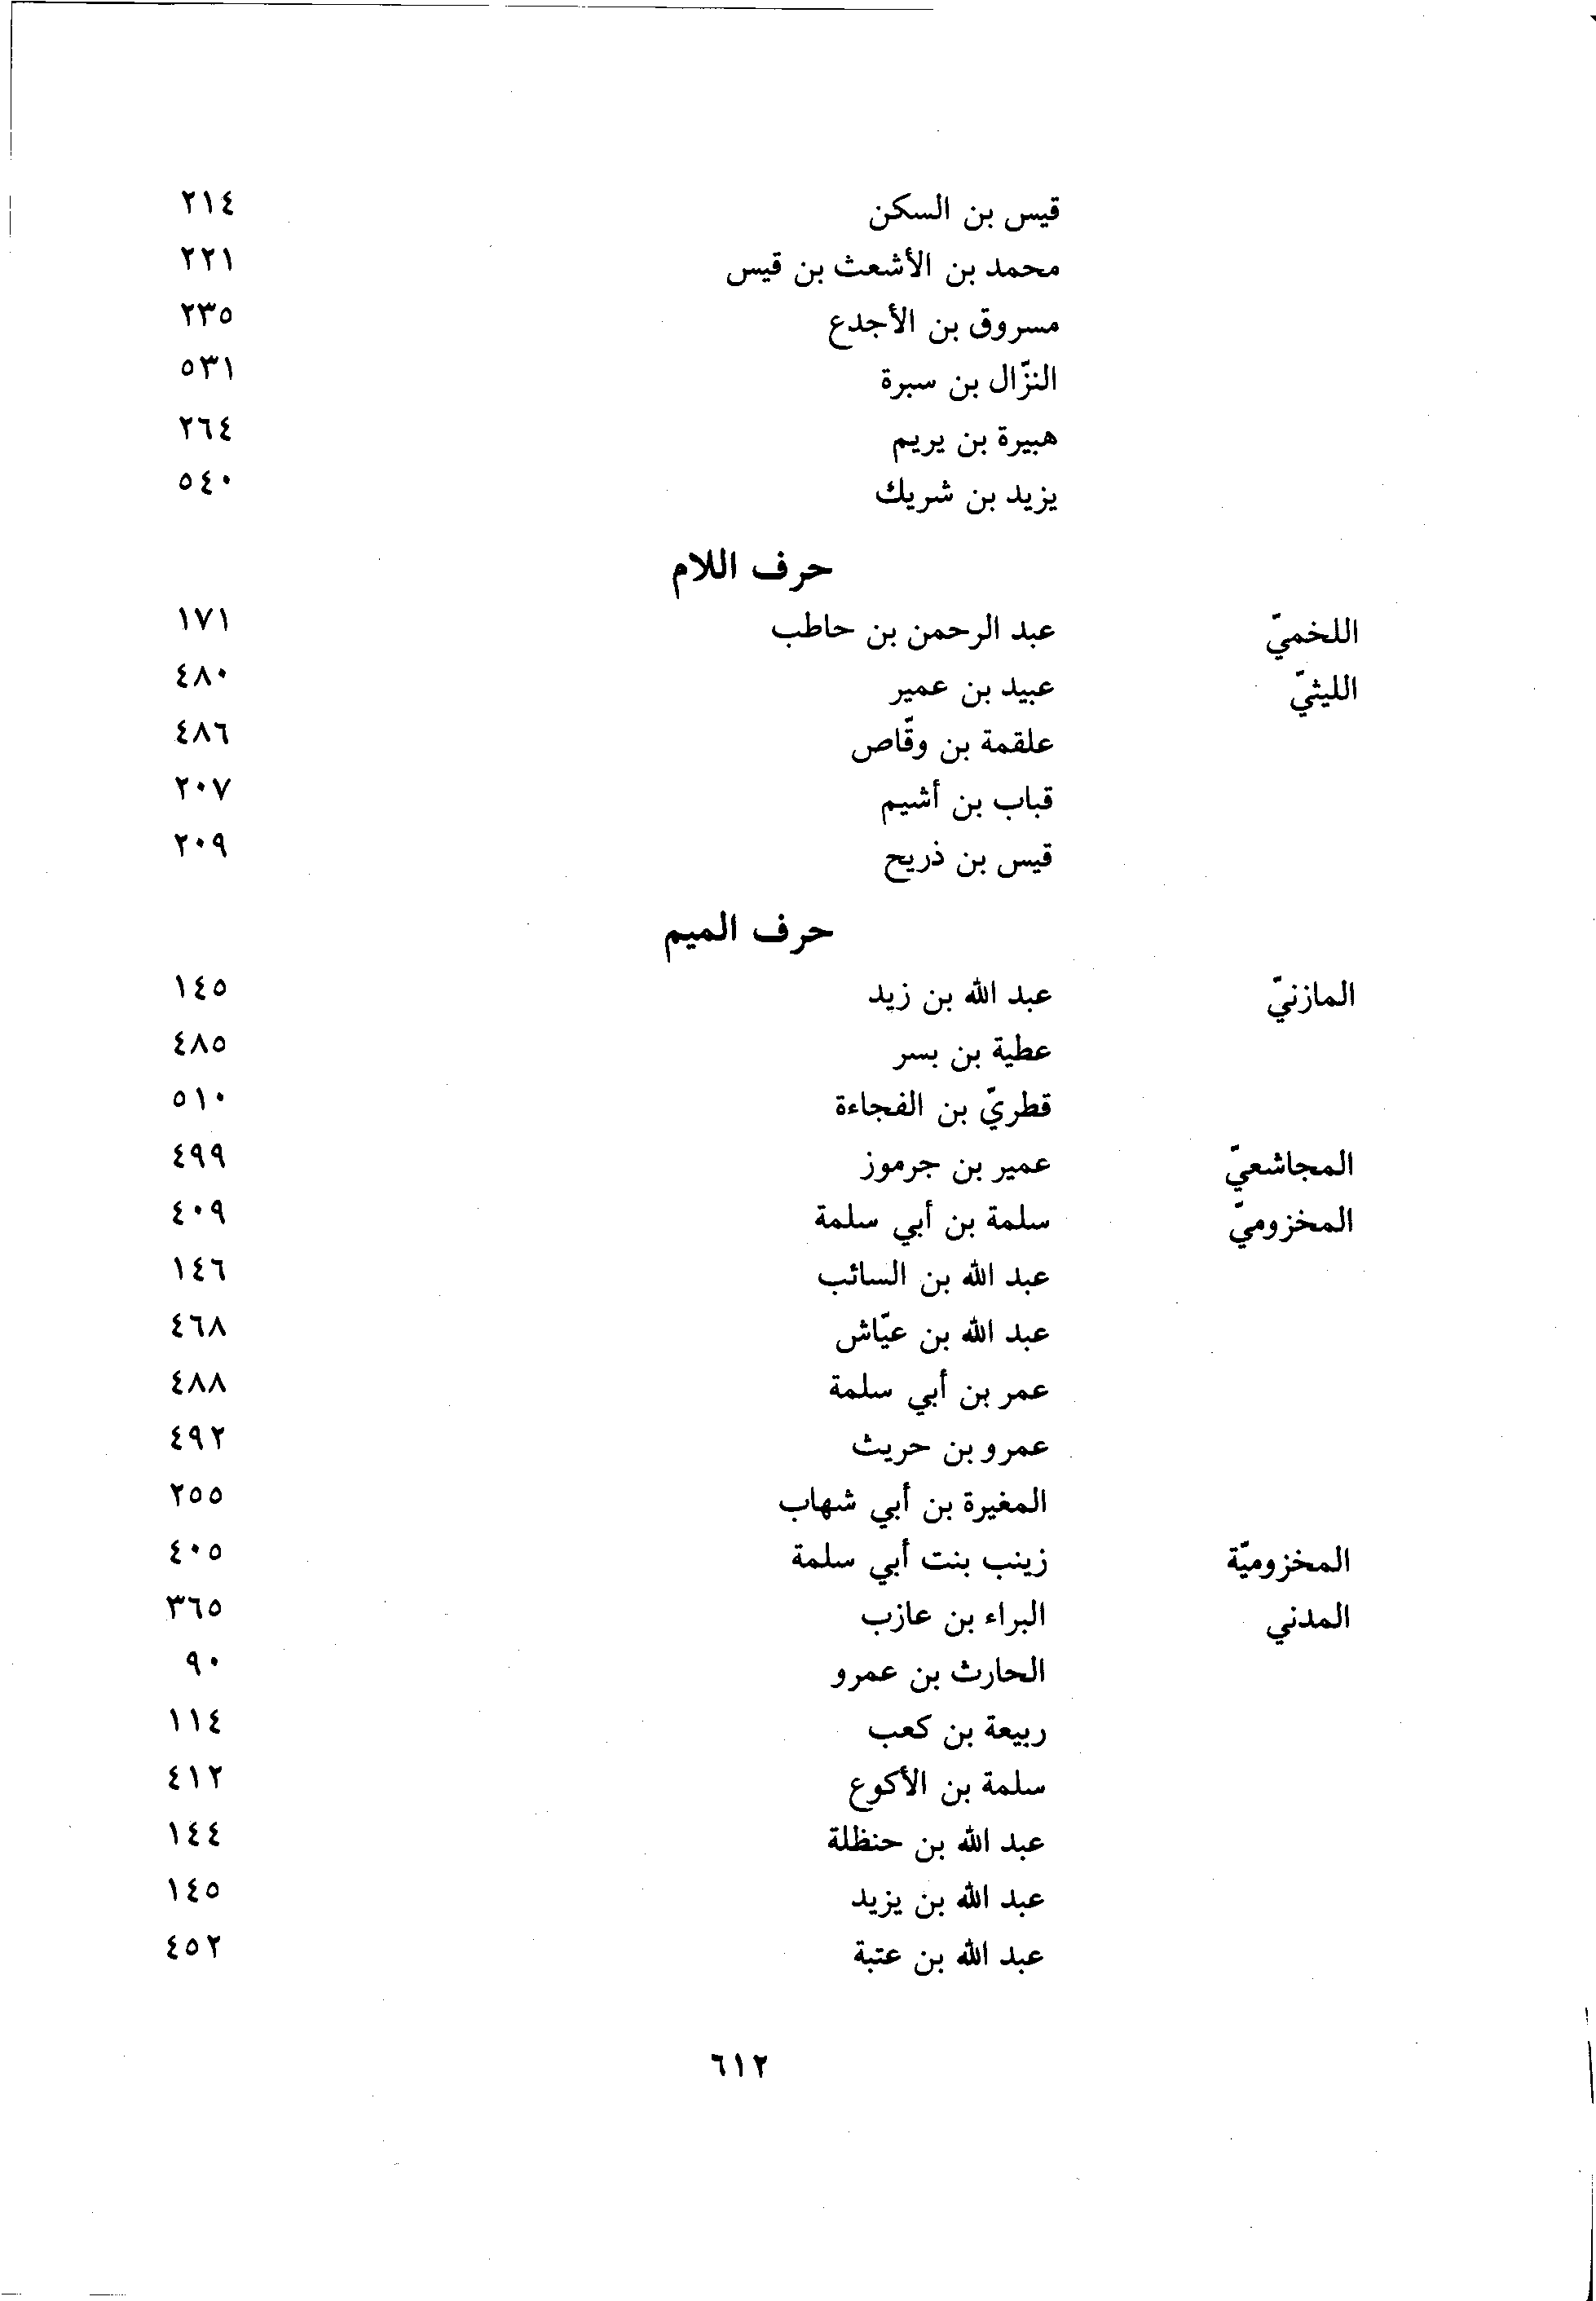 قيس بن السكن ٢١٤
محمد بن الأشعث بن قيس ٢٢١
مسروق بن الأجدع ٢٣٥
النزّال بن سبرة ٥٣١
هبيرة بن يريم ٢٦٤
يزيد بن شريك ٥٤٠
حرف اللام
اللخميّ عبد الرحمن بن حاطب ١٧١
الليثيّ عبيد بن عمير ٤٨٠
علقمة بن وقّاص ٤٨٦
قباب بن أشيم ٢٠٧
قيس بن ذريح ٢٠٩
حرف الميم
المازنيّ عبد الله بن زيد ١٤٥
عطية بن بسر ٤٨٥
قطريّ بن الفجاءة ٥١٠
المجاشعيّ عمير بن جرموز ٤٩٩
المخزوميّ سلمة بن أبي سلمة ٤٠٩
عبد الله بن السائب ١٤٦
عبد الله بن عيّاش ٤٦٨
عمر بن أبي سلمة ٤٨٨
عمرو بن حريث ٤٩٢
المغيرة بن أبي شهاب ٢٥٥
المخزوميّة زينب بنت أبي سلمة ٤٠٥
المدني البراء بن عازب ٣٦٥
الحارث بن عمرو ٩٠
ربيعة بن كعب ١١٤
سلمة بن الأكوع ٤١٢
عبد الله بن حنظلة ١٤٤
عبد الله بن يزيد ١٤٥
عبد الله بن عتبة ٤٥٢
٦١٢